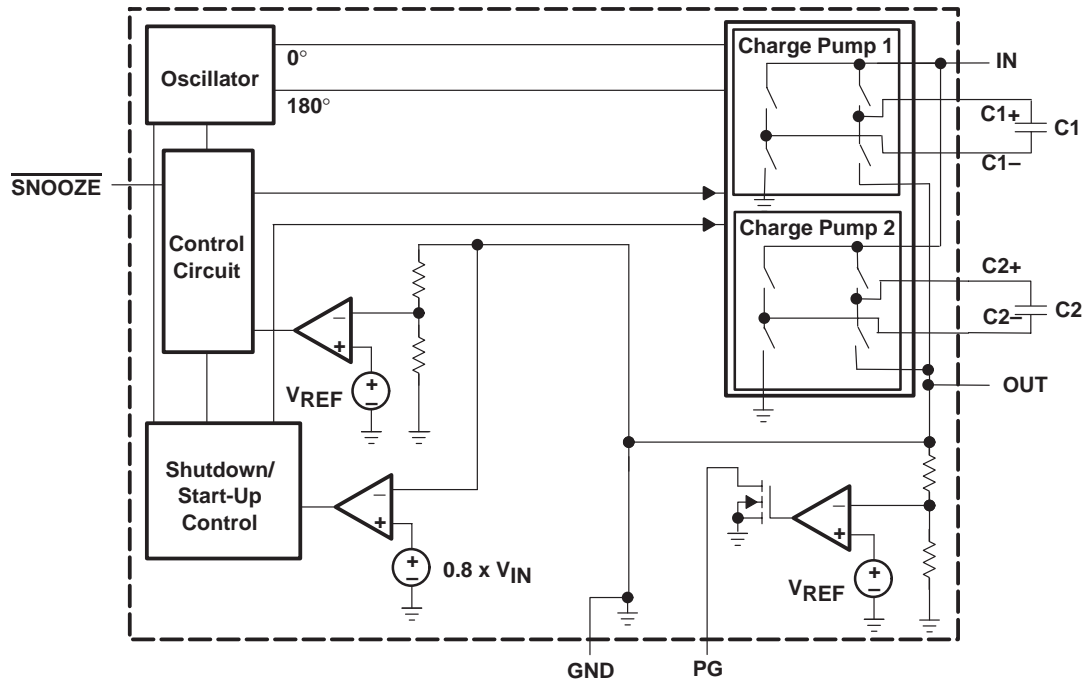 Oscillator
0°
180°
Charge Pump 1
IN
C1+
C1
C1–
SNOOZE
Control
Circuit
Charge Pump 2
C2+
C2
C2–
OUT
–
+
+
–
VREF
Shutdown/
Start-Up
Control
–
+
+
–
0.8 x VIN
–
+
+
–
VREF
GND
PG